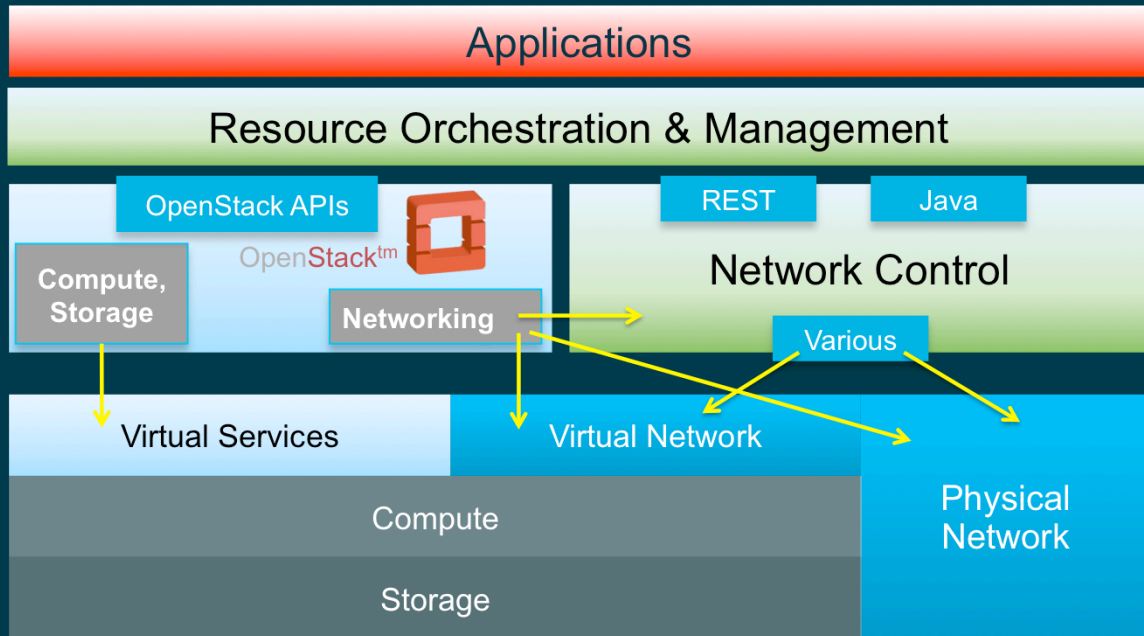 Applications
Resource Orchestration & Management
OpenStack APIs
OpenStack™
Compute,
Storage
Networking
REST
Java
Network Control
Various
Virtual Services
Virtual Network
Physical
Network
Compute
Storage